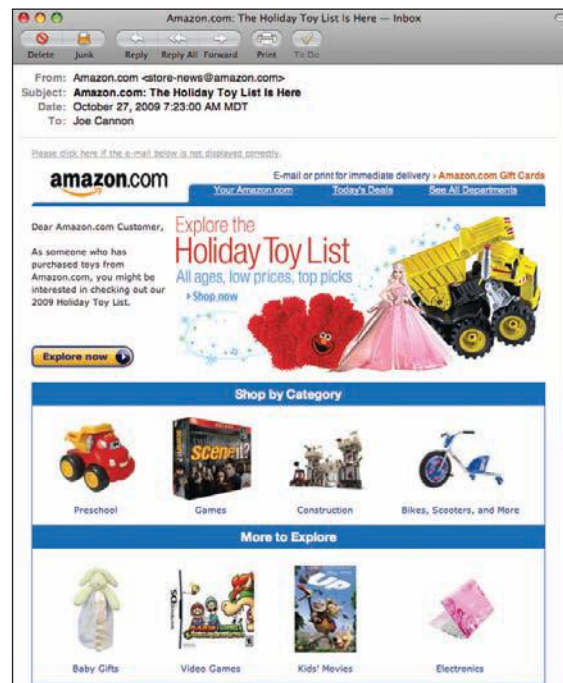 Amazon.com: The Holiday Toy List Is Here — Inbox
Delete Junk Reply Reply All Forward Print To Do
From: Amazon.com <store-news@amazon.com>
Subject: Amazon.com: The Holiday Toy List Is Here
Date: October 27, 2009 7:23:00 AM MDT
To: Joe Cannon
Please click here if the e-mail below is not displayed correctly.
amazon.com
E-mail or print for immediate delivery › Amazon.com Gift Cards
Your Amazon.com Today's Deals See All Departments
Dear Amazon.com Customer,
As someone who has
purchased toys from
Amazon.com, you might be
interested in checking out our
2009 Holiday Toy List.
Explore now
Explore the
Holiday Toy List
All ages, low prices, top picks
› Shop now
Shop by Category
scene it?
Preschool Games Construction Bikes, Scooters, and More
More to Explore
NINTENDO DS
MARIO & LUIGI
UP
Baby Gifts Video Games Kids' Movies Electronics